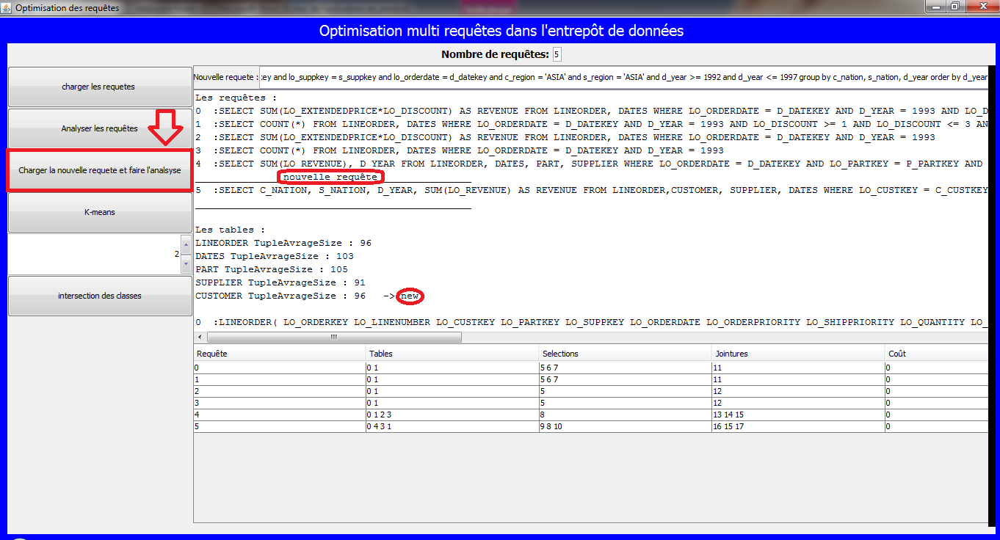 Optimisation des requêtes
Optimisation multi requêtes dans l'entrepôt de données
Nombre de requêtes: 5
charger les requetes
Analyser les requêtes
Charger la nouvelle requete et faire l'analsyse
K-means
2
intersection des classes
Nouvelle requete : key and lo_suppkey = s_suppkey and lo_orderdate = d_datekey and c_region = 'ASIA' and s_region = 'ASIA' and d_year >= 1992 and d_year <= 1997 group by c_nation, s_nation, d_year order by d_year
Les requêtes :
0 :SELECT SUM(LO_EXTENDEDPRICE*LO_DISCOUNT) AS REVENUE FROM LINEORDER, DATES WHERE LO_ORDERDATE = D_DATEKEY AND D_YEAR = 1993 AND LO_D
1 :SELECT COUNT(*) FROM LINEORDER, DATES WHERE LO_ORDERDATE = D_DATEKEY AND D_YEAR = 1993 AND LO_DISCOUNT >= 1 AND LO_DISCOUNT <= 3 AN
2 :SELECT SUM(LO_EXTENDEDPRICE*LO_DISCOUNT) AS REVENUE FROM LINEORDER, DATES WHERE LO_ORDERDATE = D_DATEKEY AND D_YEAR = 1993
3 :SELECT COUNT(*) FROM LINEORDER, DATES WHERE LO_ORDERDATE = D_DATEKEY AND D_YEAR = 1993
4 :SELECT SUM(LO_REVENUE), D_YEAR FROM LINEORDER, DATES, PART, SUPPLIER WHERE LO_ORDERDATE = D_DATEKEY AND LO_PARTKEY = P_PARTKEY AND
nouvelle requête
5 :SELECT C_NATION, S_NATION, D_YEAR, SUM(LO_REVENUE) AS REVENUE FROM LINEORDER,CUSTOMER, SUPPLIER, DATES WHERE LO_CUSTKEY = C_CUSTKEY
Les tables :
LINEORDER TupleAvrageSize : 96
DATES TupleAvrageSize : 103
PART TupleAvrageSize : 105
SUPPLIER TupleAvrageSize : 91
CUSTOMER TupleAvrageSize : 96 -> new
0 :LINEORDER( LO_ORDERKEY LO_LINENUMBER LO_CUSTKEY LO_PARTKEY LO_SUPPKEY LO_ORDERDATE LO_ORDERPRIORITY LO_SHIPPRIORITY LO_QUANTITY LO_
Requête Tables Selections Jointures Coût
0 0 1 5 6 7 11 0
1 0 1 5 6 7 11 0
2 0 1 5 12 0
3 0 1 5 12 0
4 0 1 2 3 8 13 14 15 0
5 0 4 3 1 9 8 10 16 15 17 0